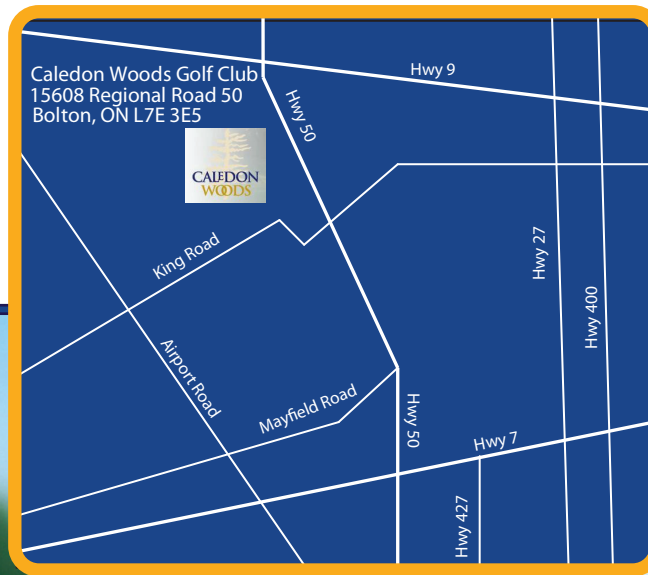 Hwy 9
Caledon Woods Golf Club
15608 Regional Road 50
Bolton, ON L7E 3E5
Hwy 50
CALEDON
WOODS
King Road
Hwy 27
Hwy 400
Airport Road
Mayfield Road
Hwy 50
Hwy 7
Hwy 427